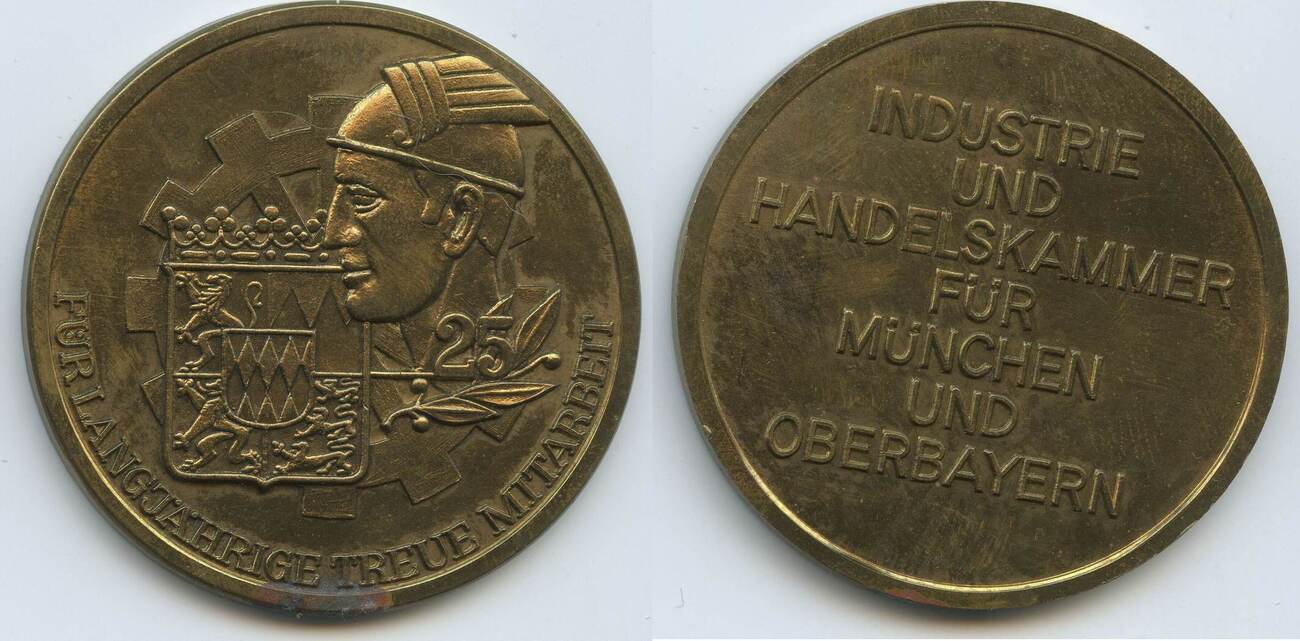 25
FÜR LANGJÄHRIGE TREUE MITARBEIT
INDUSTRIE
UND
HANDELSKAMMER
FÜR
MÜNCHEN
UND
OBERBAYERN